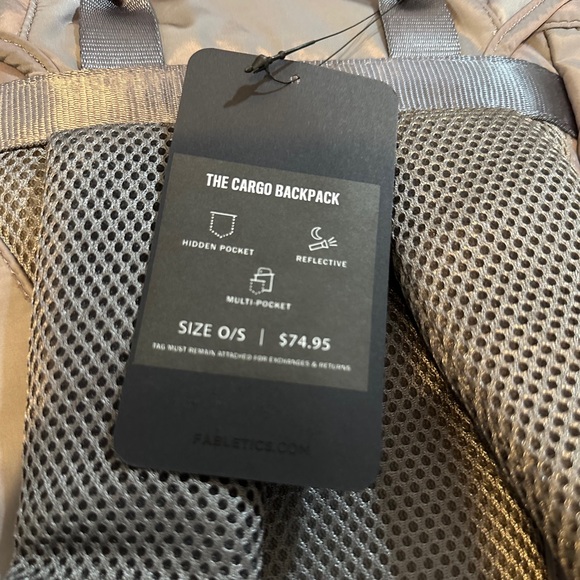 THE CARGO BACKPACK
HIDDEN POCKET
REFLECTIVE
MULTI-POCKET
SIZE O/S | $74.95
TAG MUST REMAIN ATTACHED FOR EXCHANGES & RETURNS
FABLETICS.COM